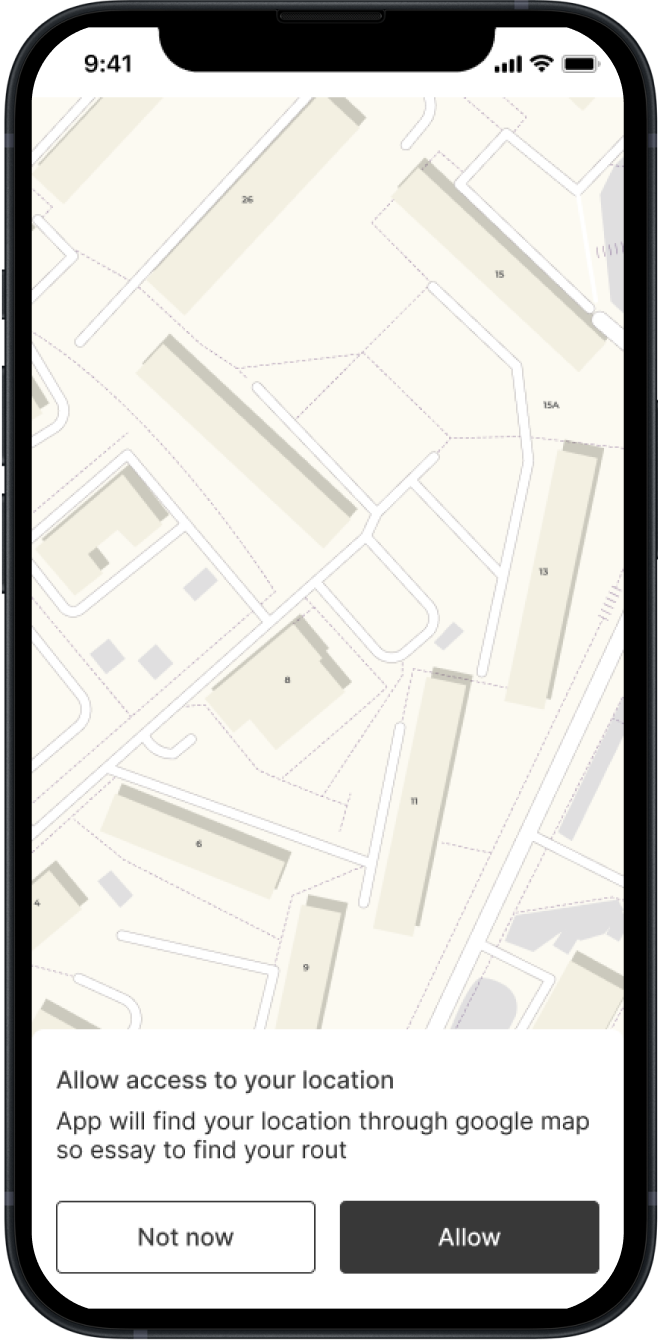 9:41
26
15
15A
13
8
11
6
4
9
Allow access to your location
App will find your location through google map
so essay to find your rout
Not now
Allow